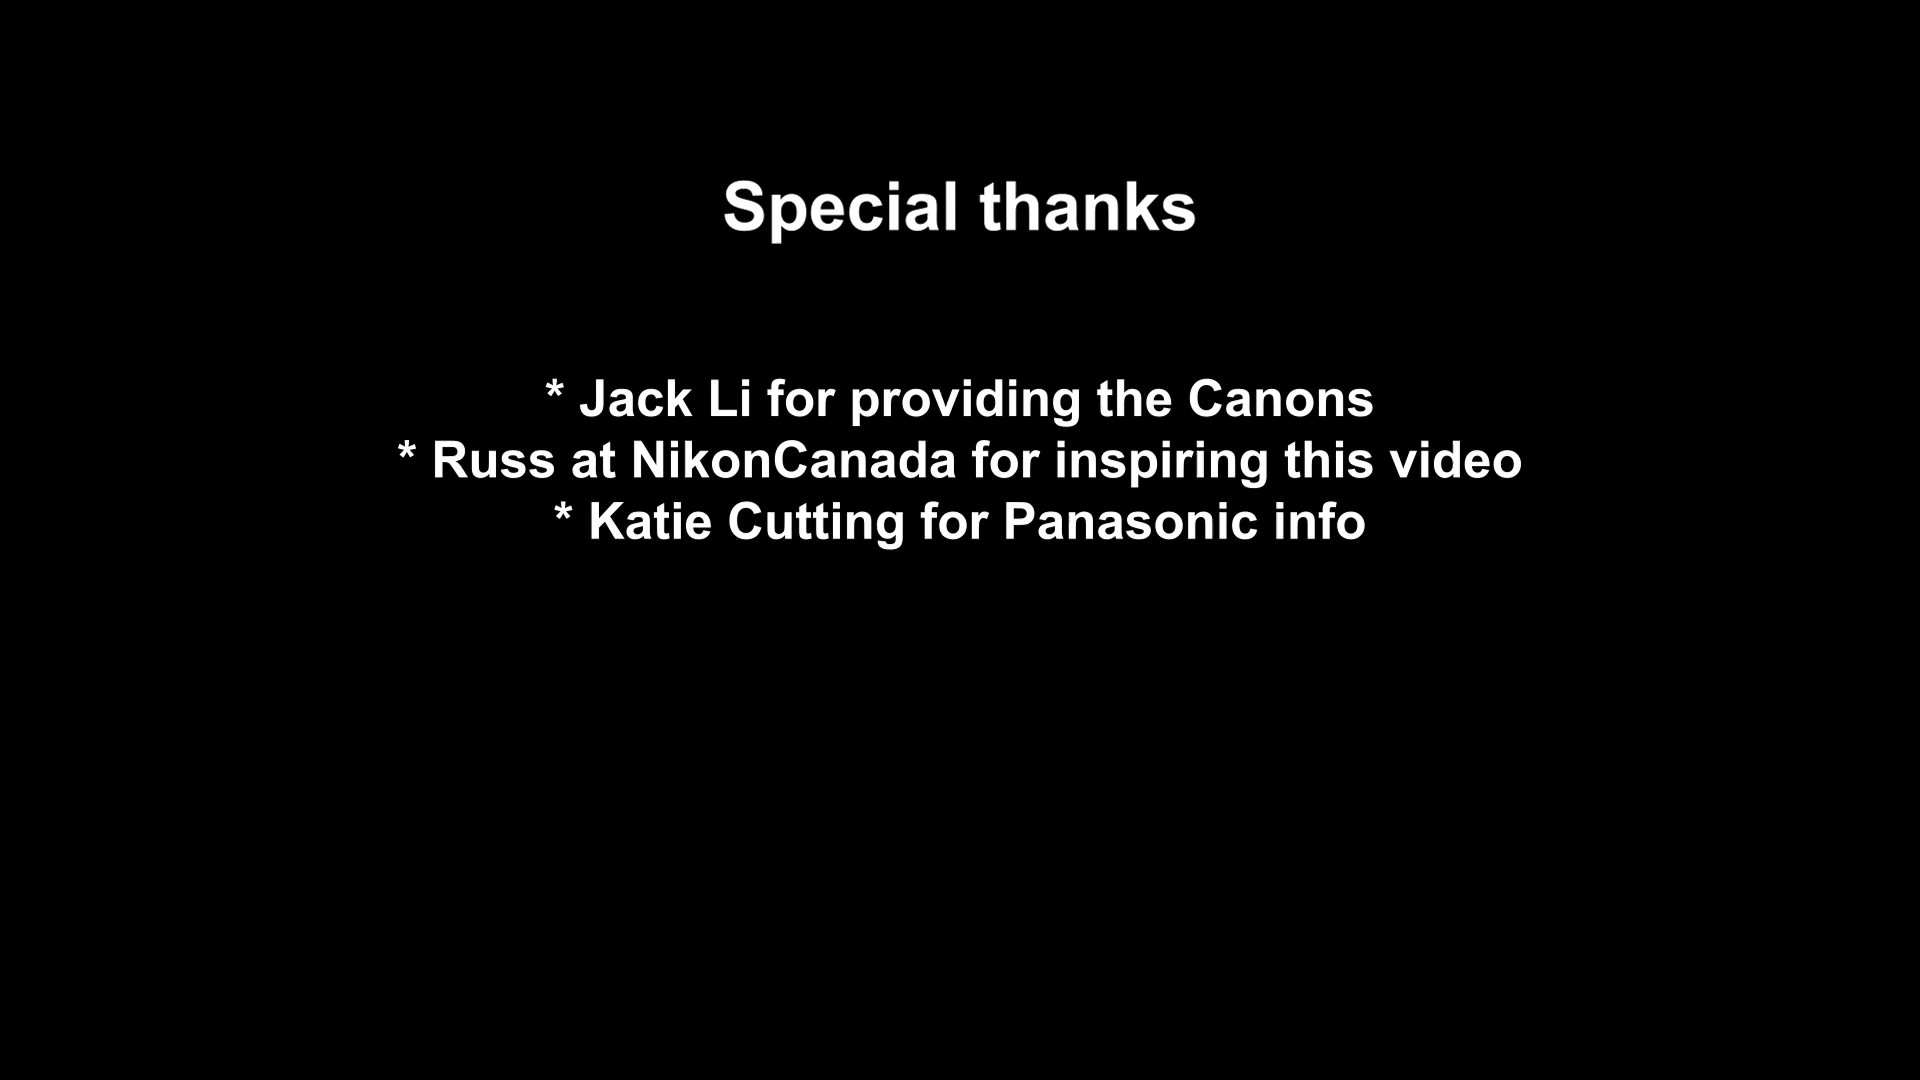 Special thanks
* Jack Li for providing the Canons
* Russ at NikonCanada for inspiring this video
* Katie Cutting for Panasonic info